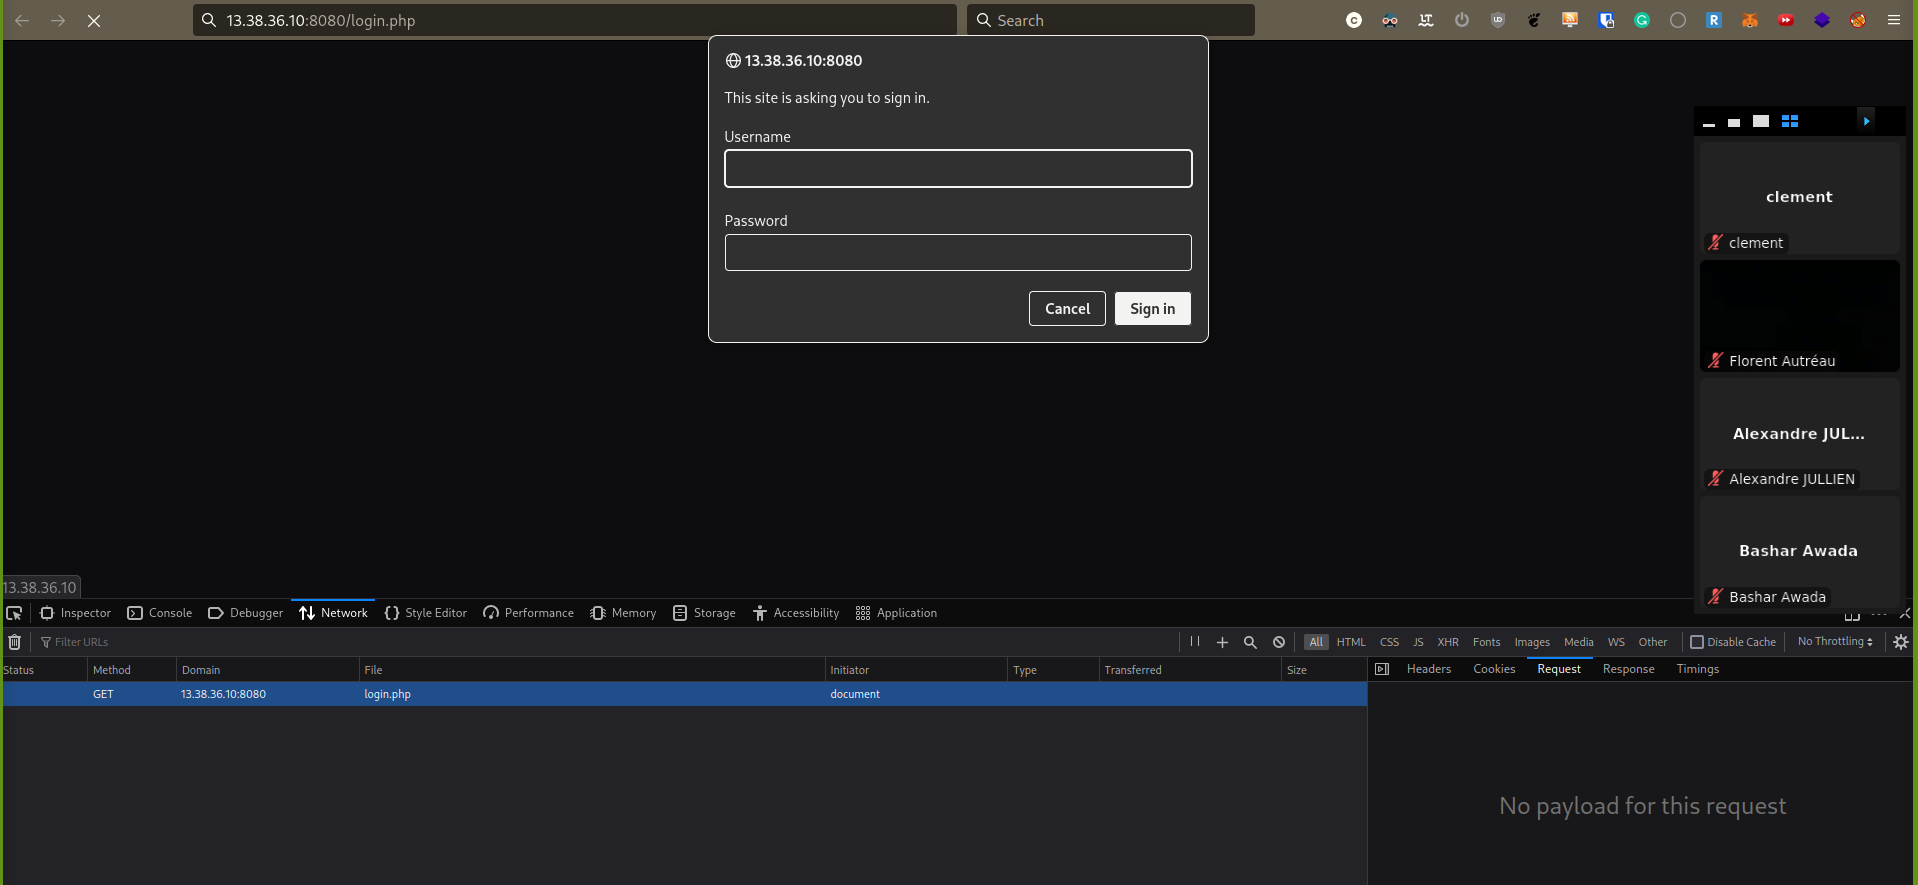 13.38.36.10:8080/login.php
Search
13.38.36.10:8080
This site is asking you to sign in.
Username
Password
Cancel
Sign in
clement
clement
Florent Autréau
Alexandre JUL...
Alexandre JULLIEN
Bashar Awada
Bashar Awada
13.38.36.10
Inspector Console Debugger Network Style Editor Performance Memory Storage Accessibility Application
Filter URLs
All HTML CSS JS XHR Fonts Images Media WS Other Disable Cache No Throttling
Status Method Domain File Initiator Type Transferred Size
Headers Cookies Request Response Timings
GET 13.38.36.10:8080 login.php document
No payload for this request